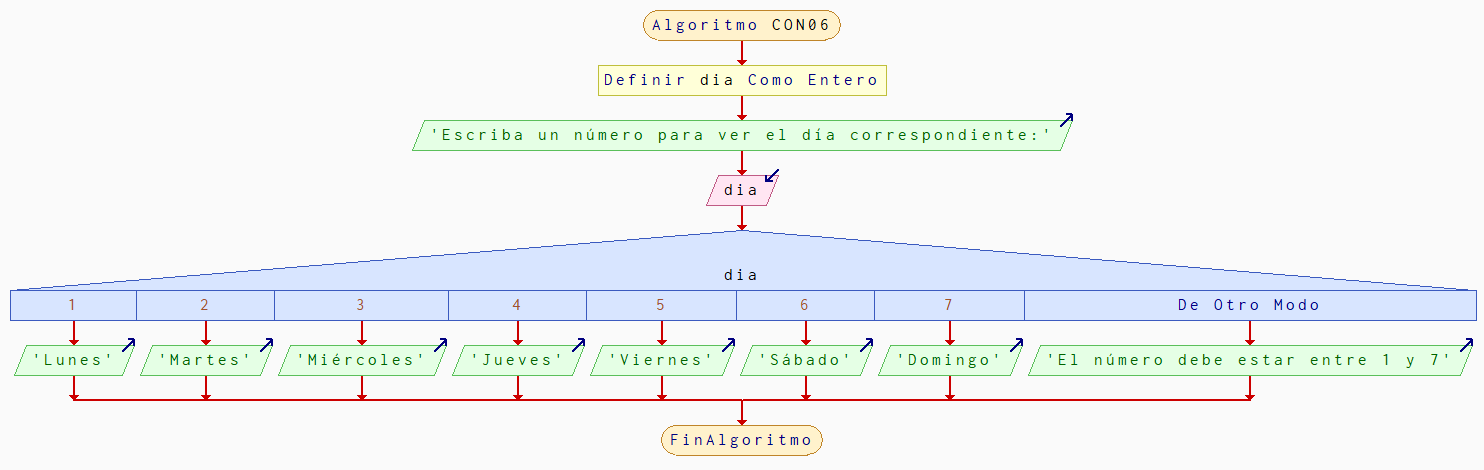 Algoritmo CON06
Definir dia Como Entero
'Escriba un número para ver el día correspondiente:'
dia
dia
1 2 3 4 5 6 7 De Otro Modo
'Lunes' 'Martes' 'Miércoles' 'Jueves' 'Viernes' 'Sábado' 'Domingo' 'El número debe estar entre 1 y 7'
FinAlgoritmo